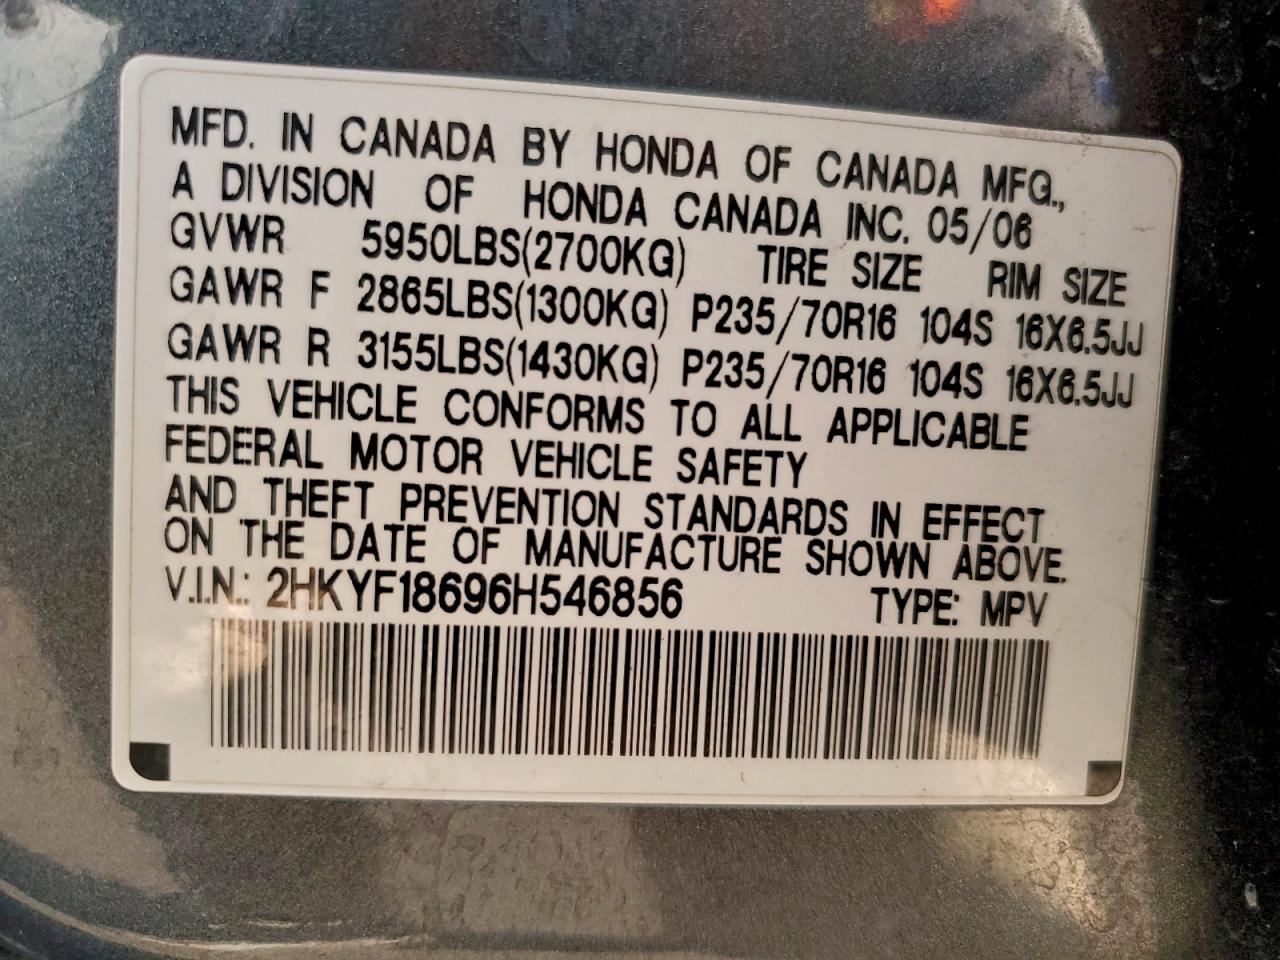 MFD. IN CANADA BY HONDA OF CANADA MFG.,
A DIVISION OF HONDA CANADA INC. 05/06
GVWR 5950LBS(2700KG) TIRE SIZE RIM SIZE
GAWR F 2865LBS(1300KG) P235/70R16 104S 16X6.5JJ
GAWR R 3155LBS(1430KG) P235/70R16 104S 16X6.5JJ
THIS VEHICLE CONFORMS TO ALL APPLICABLE
FEDERAL MOTOR VEHICLE SAFETY
AND THEFT PREVENTION STANDARDS IN EFFECT
ON THE DATE OF MANUFACTURE SHOWN ABOVE.
V.I.N.: 2HKYF18696H546856 TYPE: MPV